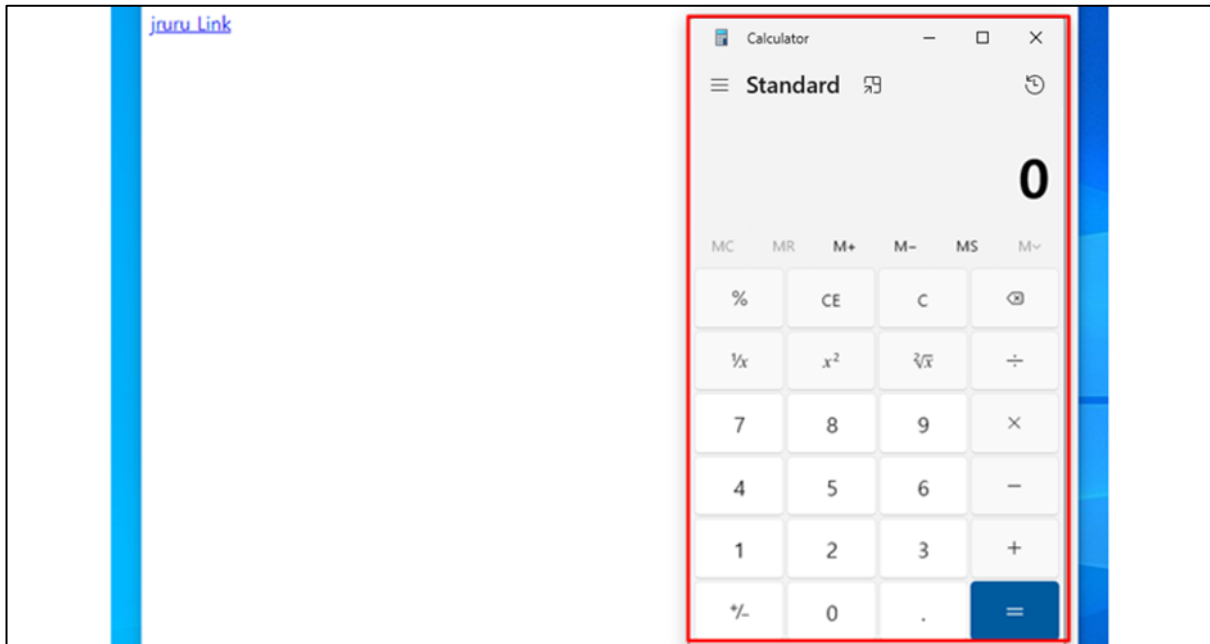 jruru Link
Calculator
Standard
0
MC MR M+ M− MS M˅
% CE C
⅟x x² ²√x ÷
7 8 9 ×
4 5 6 −
1 2 3 +
+/− 0 . =